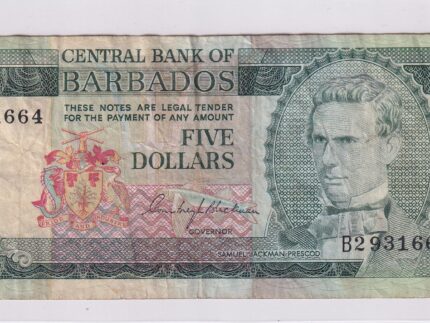 CENTRAL BANK OF
BARBADOS
THESE NOTES ARE LEGAL TENDER
FOR THE PAYMENT OF ANY AMOUNT
664
FIVE
DOLLARS
GOVERNOR
SAMUEL JACKMAN PRESCOD
B293166